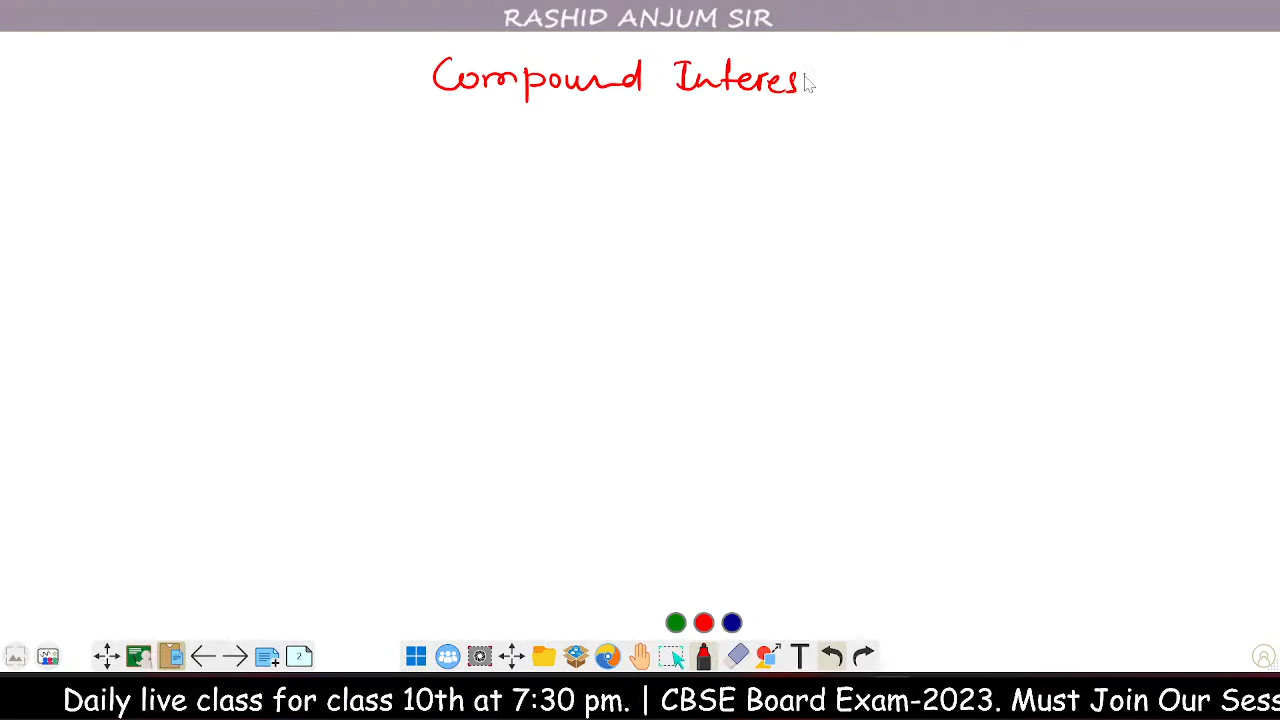 RASHID ANJUM SIR
Compound Interes
2
T
Daily live class for class 10th at 7:30 pm. | CBSE Board Exam-2023. Must Join Our Sess